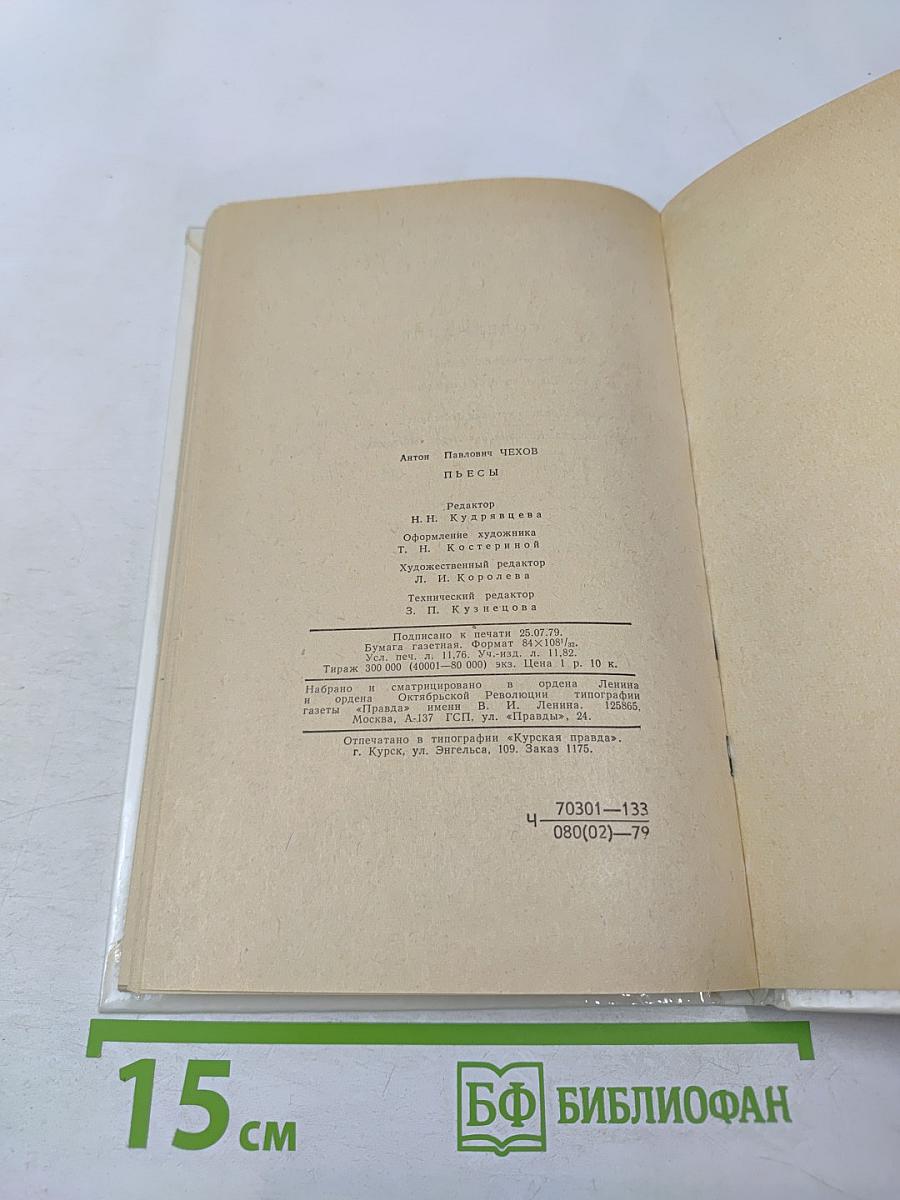 Антон Павлович ЧЕХОВ
ПЬЕСЫ
Редактор
Н. Н. Кудрявцева
Оформление художника
Т. Н. Костериной
Художественный редактор
Л. И. Королева
Технический редактор
З. П. Кузнецова
Подписано к печати 25.07.79.
Бумага газетная. Формат 84×108¹/₃₂.
Усл. печ. л. 11,76. Уч.-изд. л. 11,82.
Тираж 300 000 (40001—80 000) экз. Цена 1 р. 10 к.
Набрано и сматрицировано в ордена Ленина
и ордена Октябрьской Революции типографии
газеты «Правда» имени В. И. Ленина. 125865,
Москва, А-137 ГСП, ул. «Правды», 24.
Отпечатано в типографии «Курская правда».
г. Курск, ул. Энгельса, 109. Заказ 1175.
70301—133
Ч
080(02)—79
15 см
БФ БИБЛИОФАН